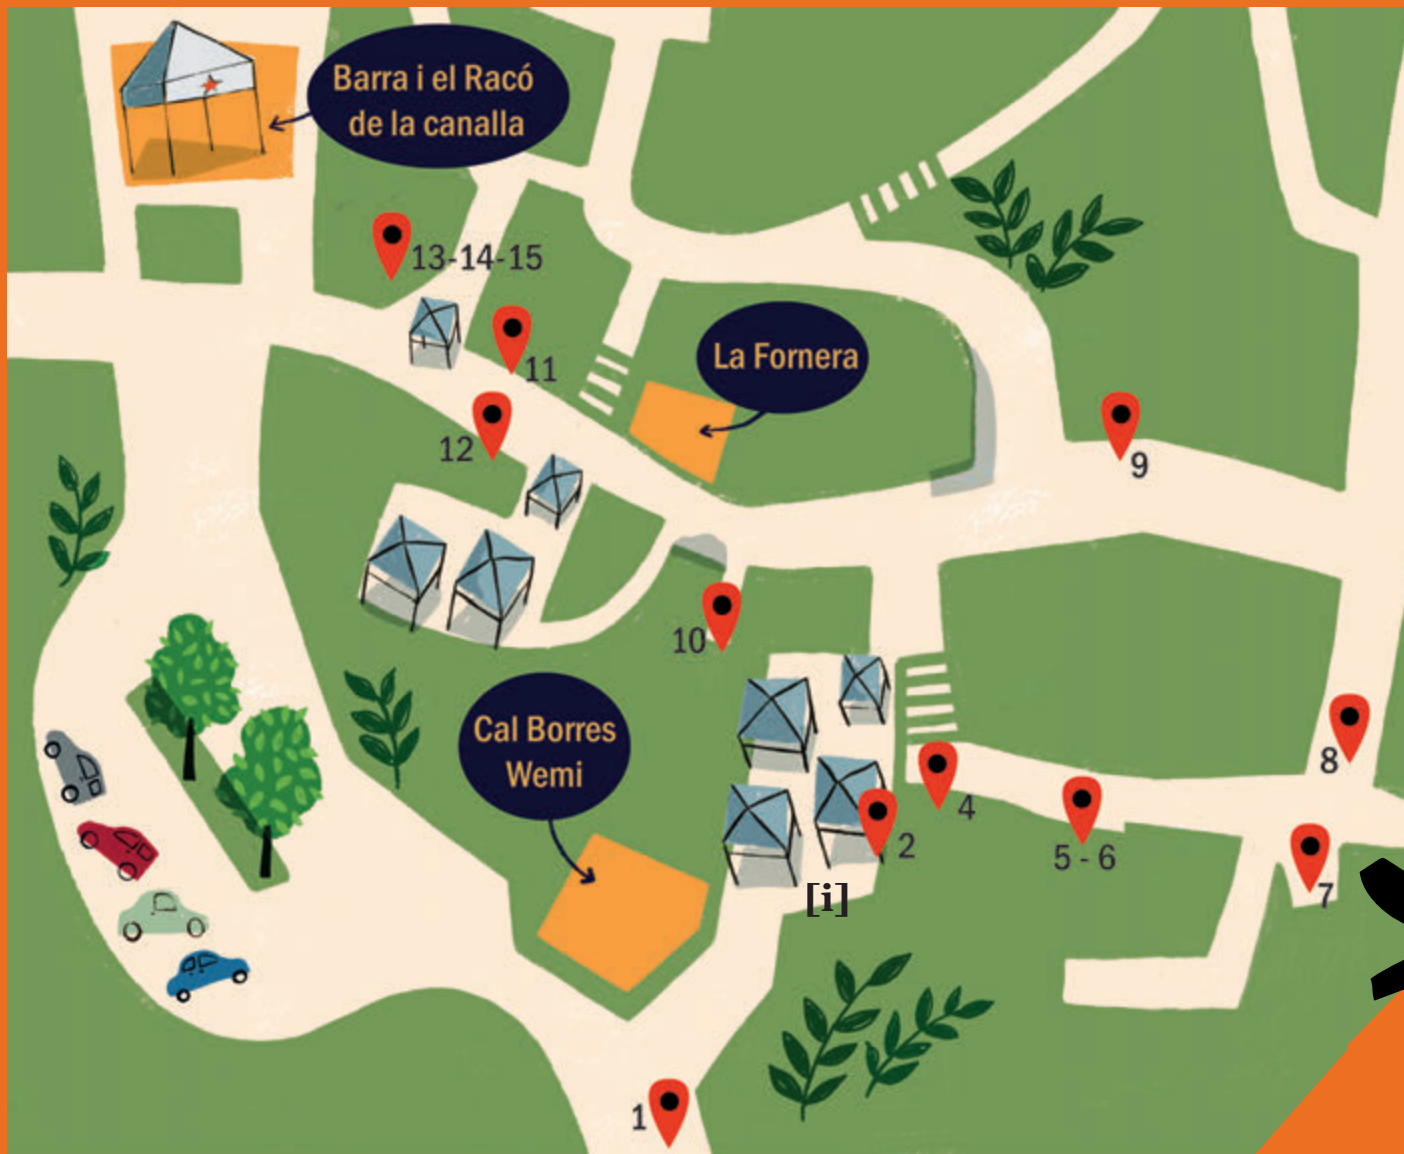 Barra i el Racó
de la canalla
13-14-15
11
La Fornera
12
9
10
Cal Borres
Wemi
8
4
2
5 - 6
7
[i]
1